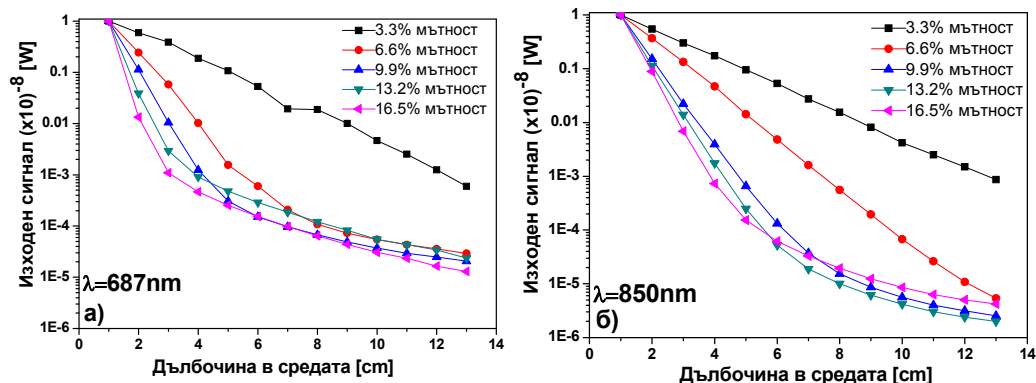 1
0.1
0.01
1E-3
1E-4
1E-5
1E-6
Изходен сигнал (x10)⁻⁸ [W]
3.3% мътност
6.6% мътност
9.9% мътност
13.2% мътност
16.5% мътност
λ=687nm
а)
0 2 4 6 8 10 12 14
Дълбочина в средата [cm]
1
0.1
0.01
1E-3
1E-4
1E-5
1E-6
Изходен сигнал (x10)⁻⁸ [W]
3.3% мътност
6.6% мътност
9.9% мътност
13.2% мътност
16.5% мътност
λ=850nm
б)
0 2 4 6 8 10 12 14
Дълбочина в средата [cm]